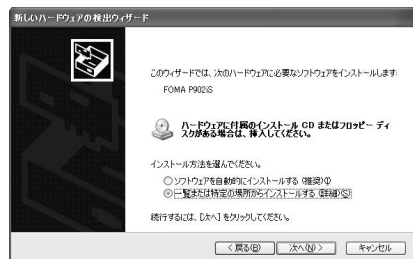 新しいハードウェアの検出ウィザード
このウィザードでは、次のハードウェアに必要なソフトウェアをインストールします:
FOMA P902iS
ハードウェアに付属のインストール CD またはフロッピー ディ
スクがある場合は、挿入してください。
インストール方法を選んでください。
ソフトウェアを自動的にインストールする (推奨)(I)
一覧または特定の場所からインストールする (詳細)(S)
続行するには、[次へ] をクリックしてください。
< 戻る(B)
次へ(N) >
キャンセル